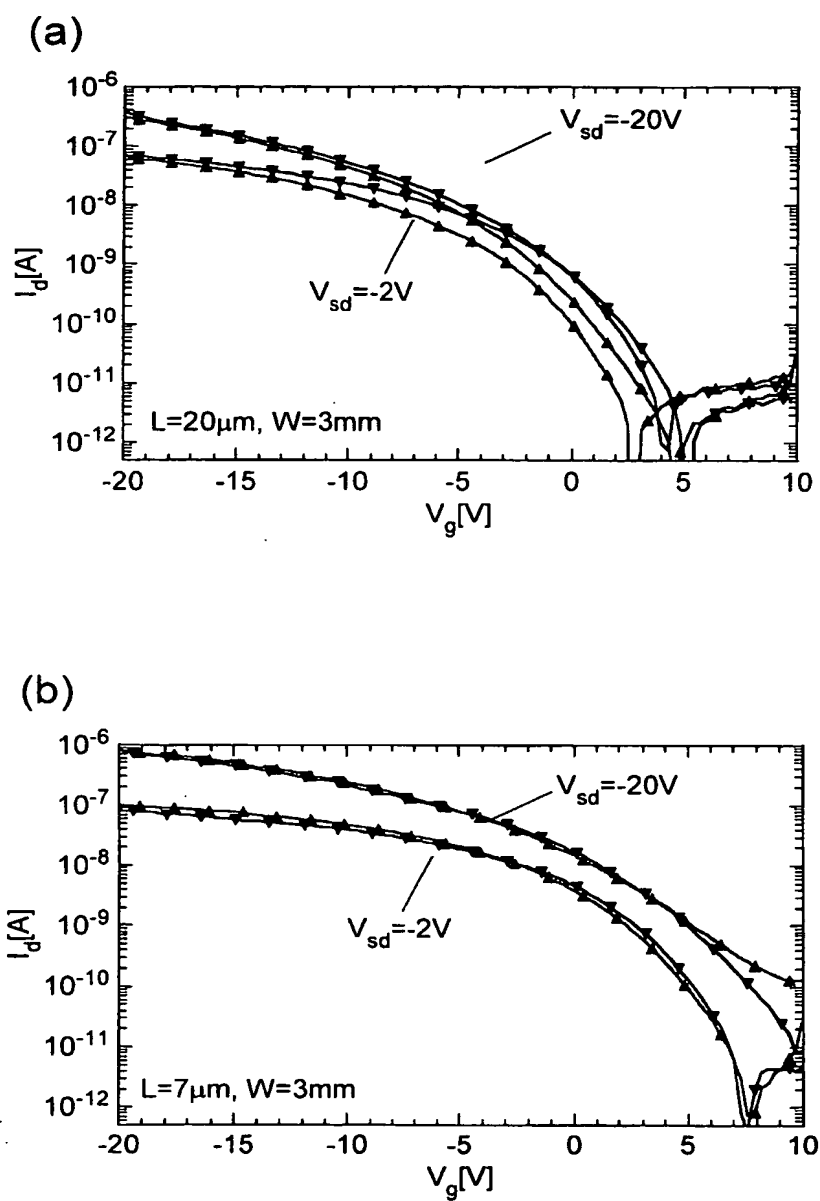 (a)
10⁻⁶
10⁻⁷
10⁻⁸
10⁻⁹
10⁻¹⁰
10⁻¹¹
10⁻¹²
I_d[A]
V_sd=-20V
V_sd=-2V
L=20μm, W=3mm
-20 -15 -10 -5 0 5 10
V_g[V]
(b)
10⁻⁶
10⁻⁷
10⁻⁸
10⁻⁹
10⁻¹⁰
10⁻¹¹
10⁻¹²
I_d[A]
V_sd=-20V
V_sd=-2V
L=7μm, W=3mm
-20 -15 -10 -5 0 5 10
V_g[V]